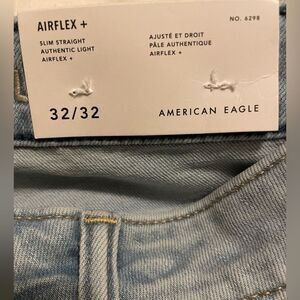 AIRFLEX +
SLIM STRAIGHT
AUTHENTIC LIGHT
AIRFLEX +
AJUSTÉ ET DROIT
PÂLE AUTHENTIQUE
AIRFLEX +
NO. 6298
32/32
AMERICAN EAGLE